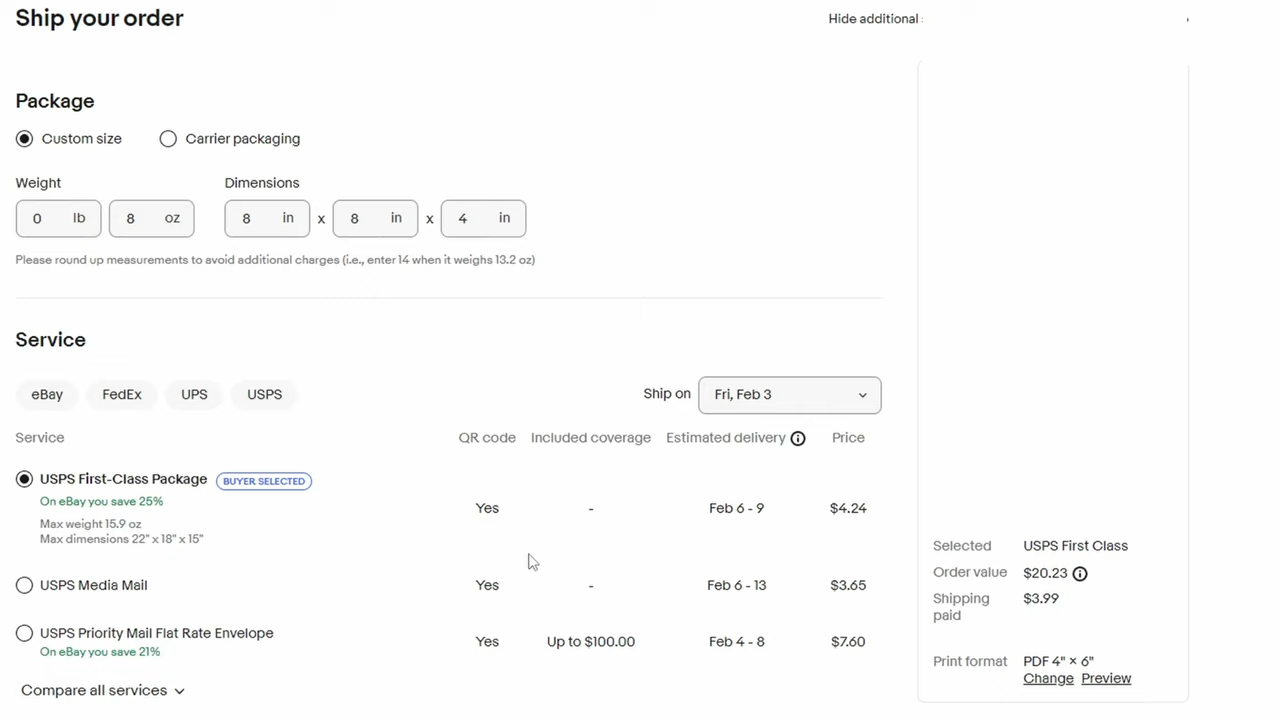 Ship your order
Hide additional
Package
Custom size
Carrier packaging
Weight
Dimensions
0 lb
8 oz
8 in x 8 in x 4 in
Please round up measurements to avoid additional charges (i.e., enter 14 when it weighs 13.2 oz)
Service
eBay
FedEx
UPS
USPS
Ship on
Fri, Feb 3
Service QR code Included coverage Estimated delivery Price
USPS First-Class Package BUYER SELECTED
On eBay you save 25%
Max weight 15.9 oz
Max dimensions 22" x 18" x 15"
Yes - Feb 6 - 9 $4.24
USPS Media Mail Yes - Feb 6 - 13 $3.65
USPS Priority Mail Flat Rate Envelope
On eBay you save 21%
Yes Up to $100.00 Feb 4 - 8 $7.60
Compare all services
Selected USPS First Class
Order value $20.23
Shipping paid $3.99
Print format PDF 4" × 6"
Change Preview